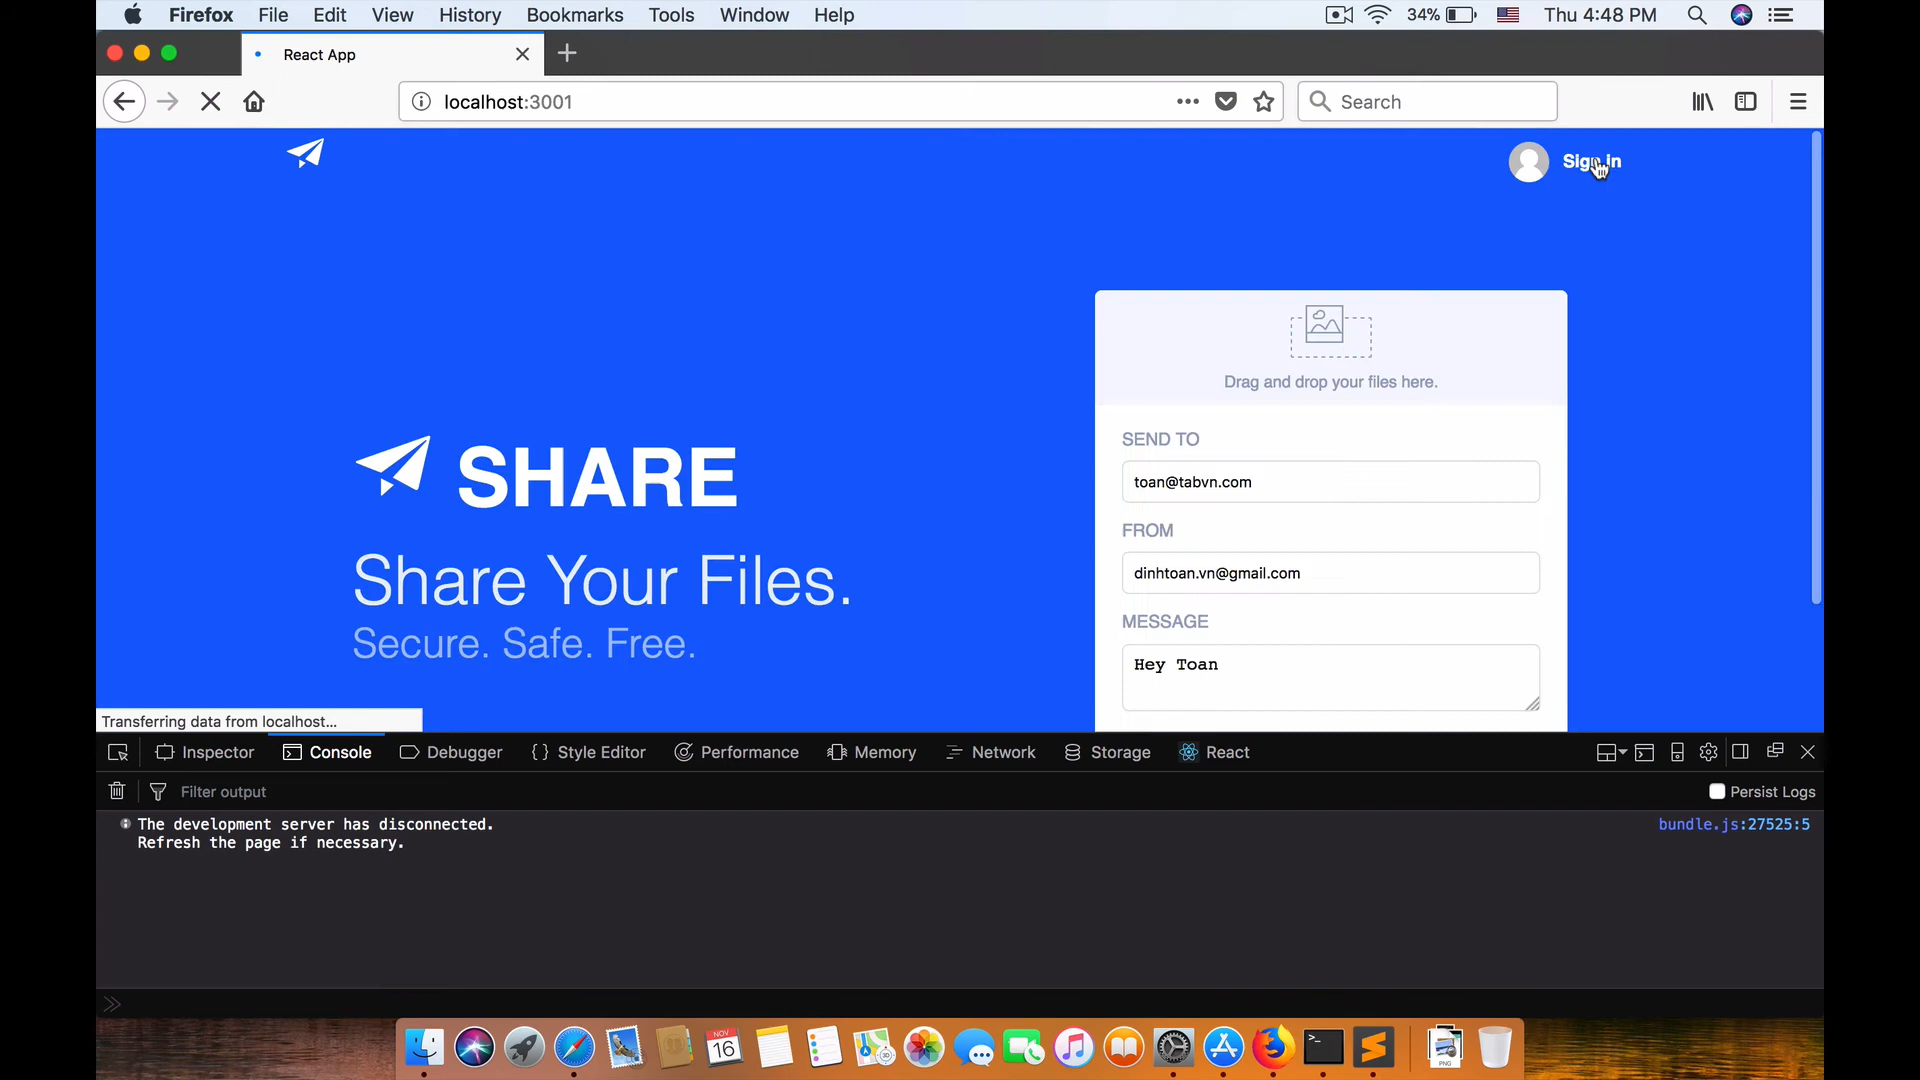 Firefox File Edit View History Bookmarks Tools Window Help 34% Thu 4:48 PM
React App
localhost:3001 Search
Sign in
Drag and drop your files here.
SEND TO
toan@tabvn.com
FROM
dinhtoan.vn@gmail.com
MESSAGE
Hey Toan
SHARE
Share Your Files.
Secure. Safe. Free.
Transferring data from localhost...
Inspector Console Debugger {} Style Editor Performance Memory Network Storage React
Filter output Persist Logs
The development server has disconnected. bundle.js:27525:5
Refresh the page if necessary.
NOV
16